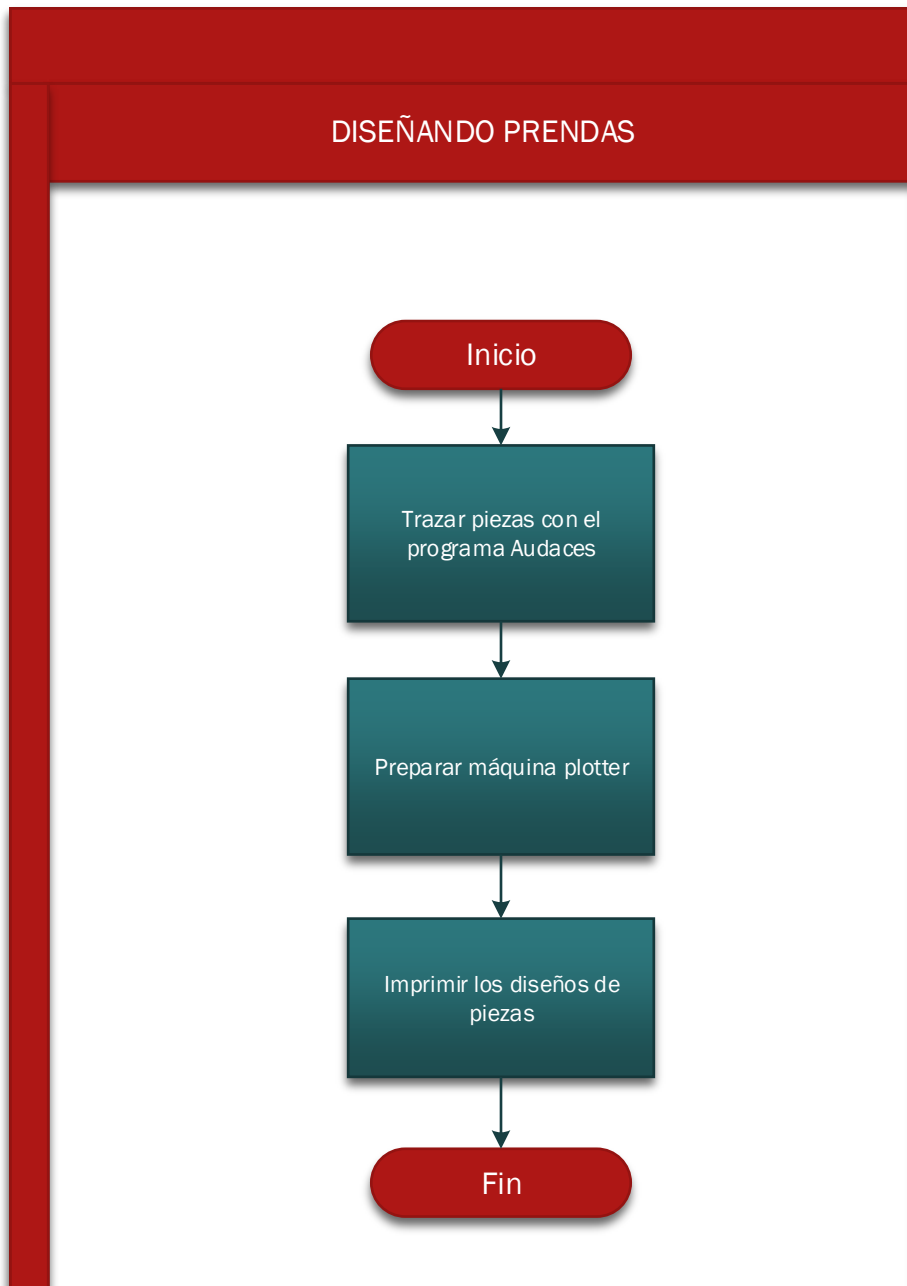 DISEÑANDO PRENDAS
Inicio
Trazar piezas con el
programa Audaces
Preparar máquina plotter
Imprimir los diseños de
piezas
Fin